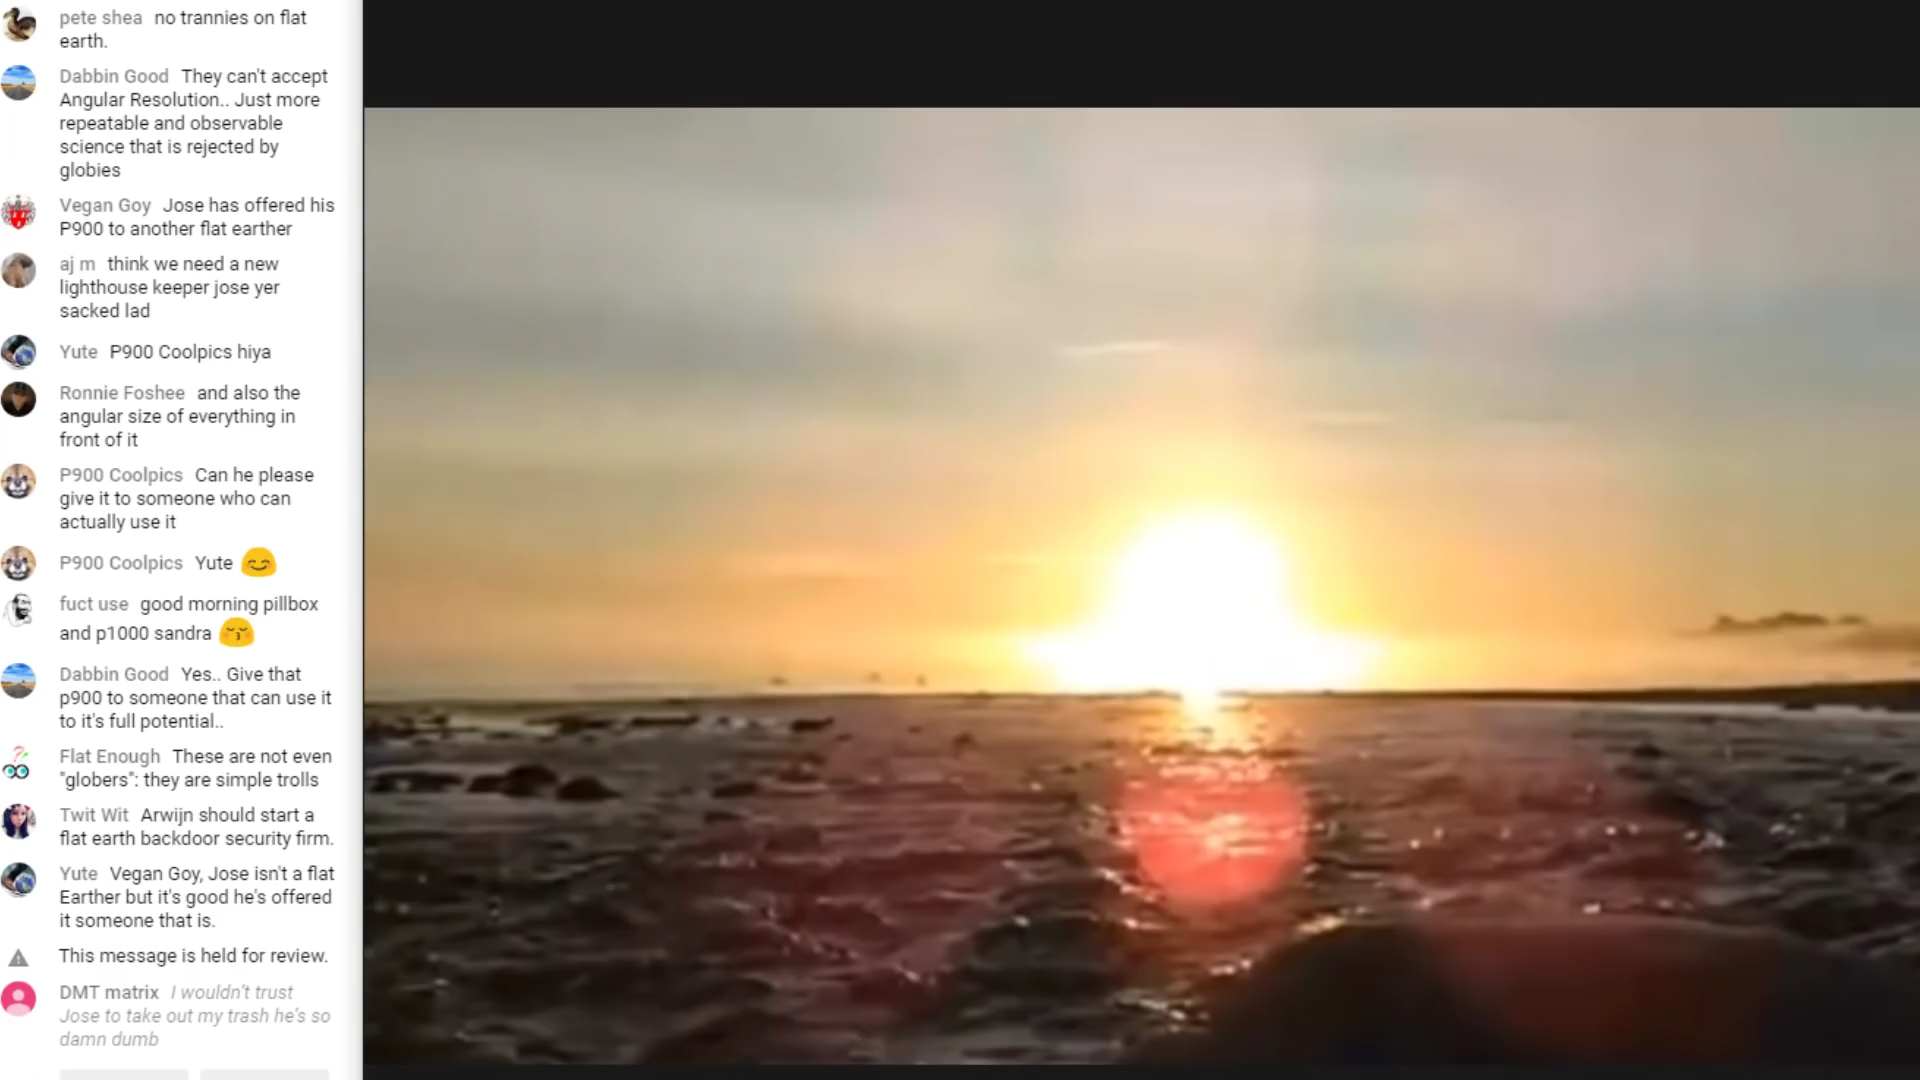 pete shea no trannies on flat
earth.
Dabbin Good They can't accept
Angular Resolution.. Just more
repeatable and observable
science that is rejected by
globies
Vegan Goy Jose has offered his
P900 to another flat earther
aj m think we need a new
lighthouse keeper jose yer
sacked lad
Yute P900 Coolpics hiya
Ronnie Foshee and also the
angular size of everything in
front of it
P900 Coolpics Can he please
give it to someone who can
actually use it
P900 Coolpics Yute 😊
fuct use good morning pillbox
and p1000 sandra 😚
Dabbin Good Yes.. Give that
p900 to someone that can use it
to it's full potential..
Flat Enough These are not even
"globers": they are simple trolls
Twit Wit Arwijn should start a
flat earth backdoor security firm.
Yute Vegan Goy, Jose isn't a flat
Earther but it's good he's offered
it someone that is.
This message is held for review.
DMT matrix I wouldn't trust
Jose to take out my trash he's so
damn dumb